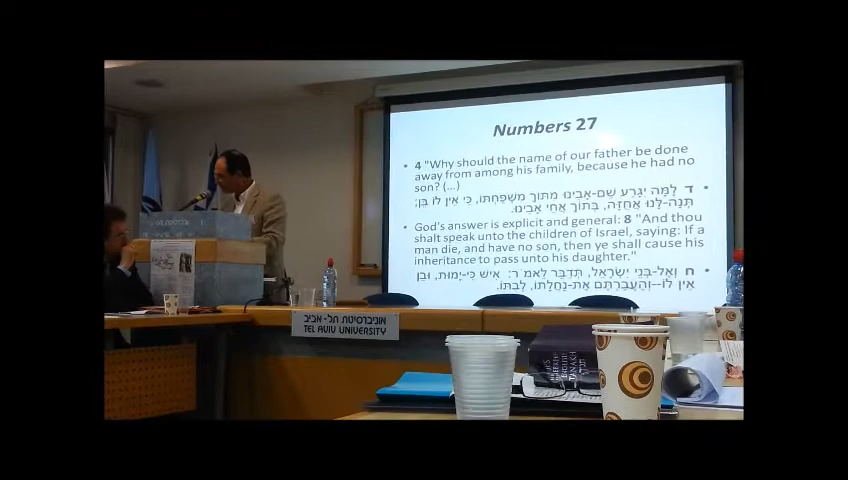 Numbers 27
• 4 "Why should the name of our father be done
away from among his family, because he had no
son? (...)
• ד לָמָּה יִגָּרַע שֵׁם-אָבִינוּ מִתּוֹךְ מִשְׁפַּחְתּוֹ, כִּי אֵין לוֹ בֵּן;
תְּנָה-לָּנוּ אֲחֻזָּה, בְּתוֹךְ אֲחֵי אָבִינוּ.
• God's answer is explicit and general: 8 "And thou
shalt speak unto the children of Israel, saying: If a
man die, and have no son, then ye shall cause his
inheritance to pass unto his daughter."
• ח וְאֶל-בְּנֵי יִשְׂרָאֵל, תְּדַבֵּר לֵאמֹר: אִישׁ כִּי-יָמוּת, וּבֵן
אֵין לוֹ--וְהַעֲבַרְתֶּם אֶת-נַחֲלָתוֹ, לְבִתּוֹ.
אוניברסיטת תל-אביב
TEL AVIV UNIVERSITY
HEBREW
ENGLISH
TANAKH